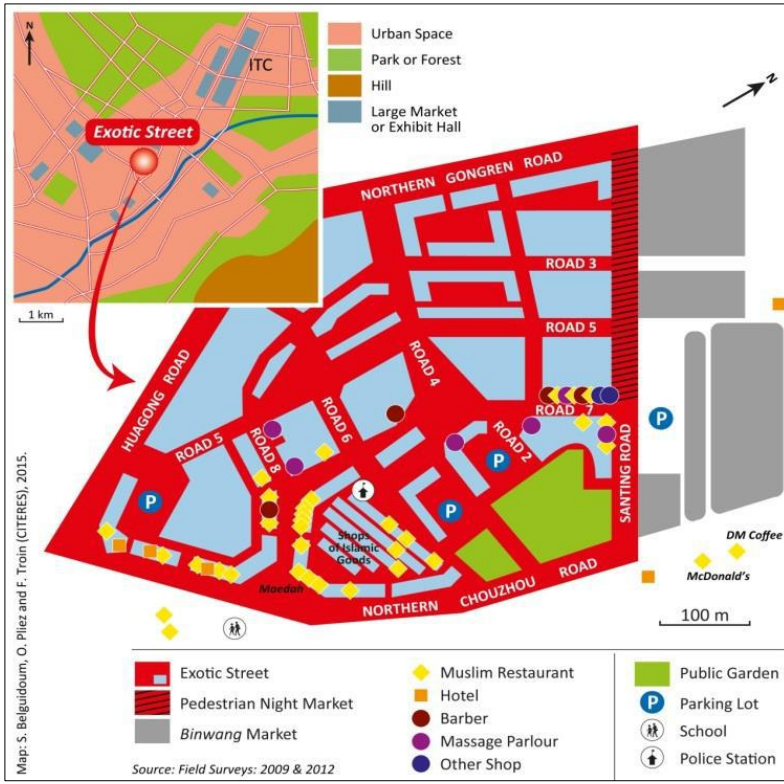 N
ITC
Exotic Street
1 km
Urban Space
Park or Forest
Hill
Large Market
or Exhibit Hall
N
NORTHERN GONGREN ROAD
ROAD 3
ROAD 5
ROAD 4
HUAGONG ROAD
ROAD 6
ROAD 7
ROAD 5
ROAD 8
ROAD 2
P
SANTING ROAD
P
P
P
Shops
of Islamic
Goods
Maedah
NORTHERN CHOUZHOU ROAD
DM Coffee
McDonald's
100 m
Map: S. Belguidoum, O. Pliez and F. Troin (CITERES), 2015.
Exotic Street
Pedestrian Night Market
Binwang Market
Source: Field Surveys: 2009 & 2012
Muslim Restaurant
Hotel
Barber
Massage Parlour
Other Shop
Public Garden
P Parking Lot
School
Police Station